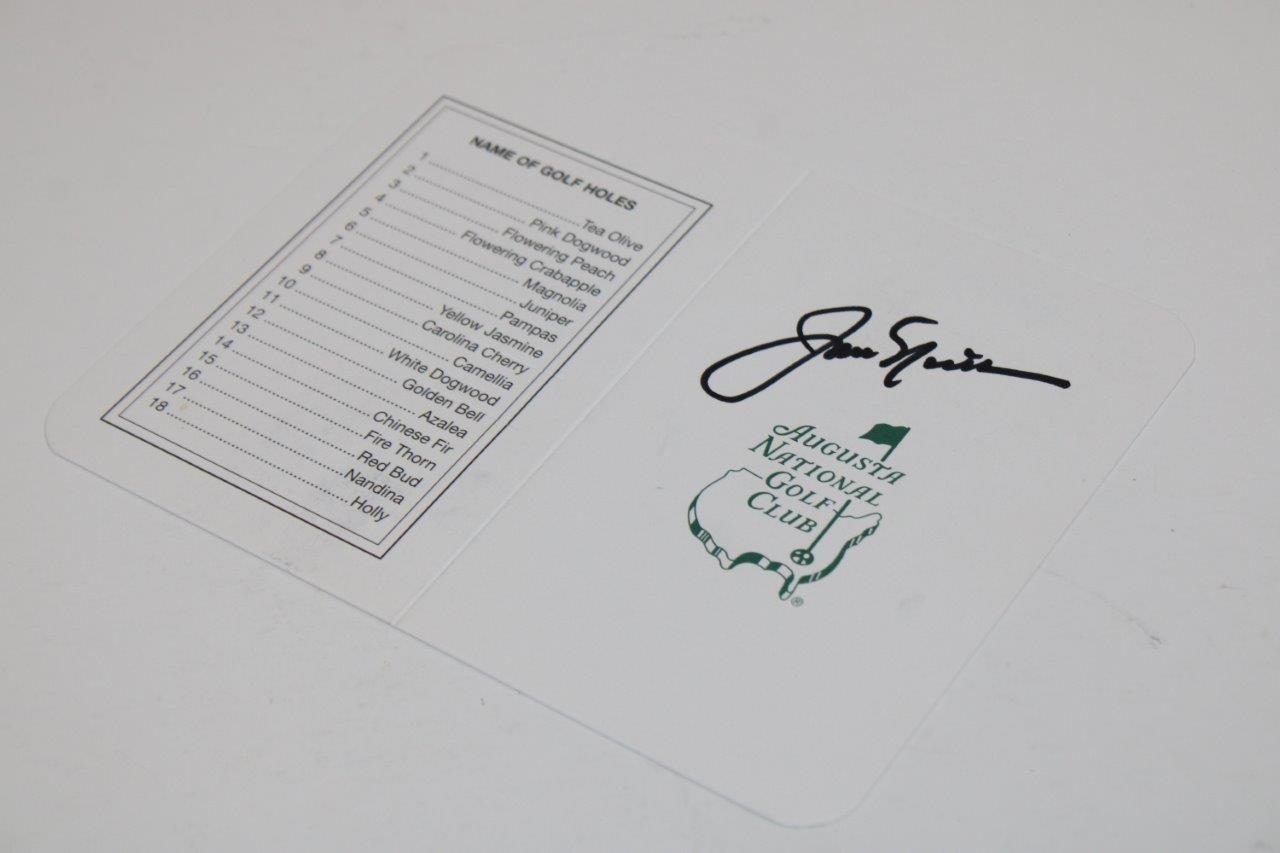 NAME OF GOLF HOLES
1 Tea Olive
2 Pink Dogwood
3 Flowering Peach
4 Flowering Crabapple
5 Magnolia
6 Juniper
7 Pampas
8 Yellow Jasmine
9 Carolina Cherry
10 Camellia
11 White Dogwood
12 Golden Bell
13 Azalea
14 Chinese Fir
15 Fire Thorn
16 Red Bud
17 Nandina
18 Holly
AUGUSTA
NATIONAL
GOLF
CLUB
®